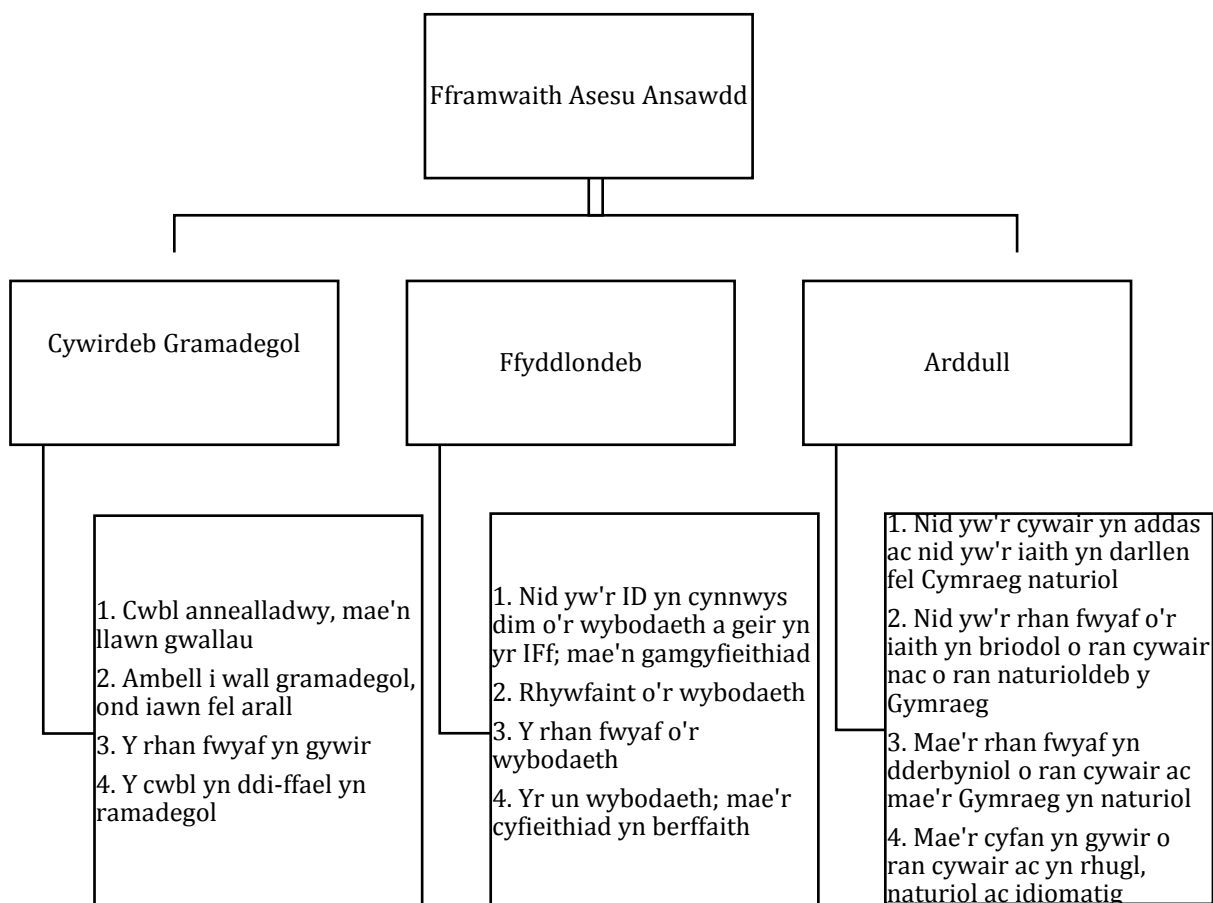 Fframwaith Asesu Ansawdd
Cywirdeb Gramadegol
Ffyddlondeb
Arddull
1. Cwbl annealladwy, mae'n
llawn gwallau
2. Ambell i wall gramadegol,
ond iawn fel arall
3. Y rhan fwyaf yn gywir
4. Y cwbl yn ddi-ffael yn
ramadegol
1. Nid yw'r ID yn cynnwys
dim o'r wybodaeth a geir yn
yr IFf; mae'n gamgyfieithiad
2. Rhywfaint o'r wybodaeth
3. Y rhan fwyaf o'r
wybodaeth
4. Yr un wybodaeth; mae'r
cyfieithiad yn berffaith
1. Nid yw'r cywair yn addas
ac nid yw'r iaith yn darllen
fel Cymraeg naturiol
2. Nid yw'r rhan fwyaf o'r
iaith yn briodol o ran cywair
nac o ran naturioldeb y
Gymraeg
3. Mae'r rhan fwyaf yn
dderbyniol o ran cywair ac
mae'r Gymraeg yn naturiol
4. Mae'r cyfan yn gywir o
ran cywair ac yn rhugl,
naturiol ac idiomatig